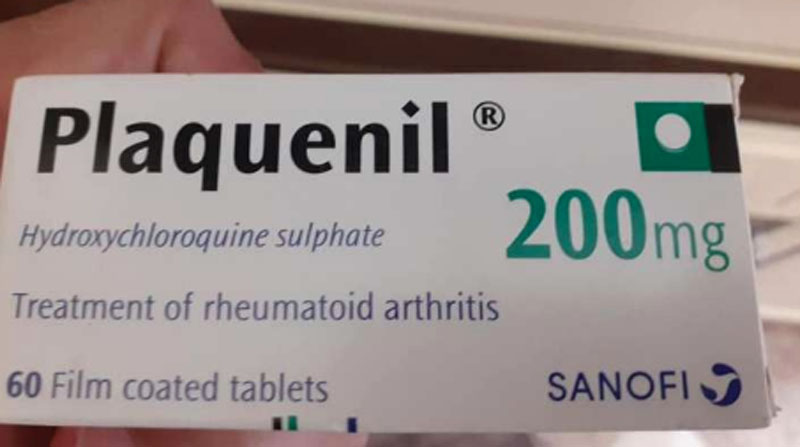 Plaquenil ®
200mg
Hydroxychloroquine sulphate
Treatment of rheumatoid arthritis
60 Film coated tablets
SANOFI